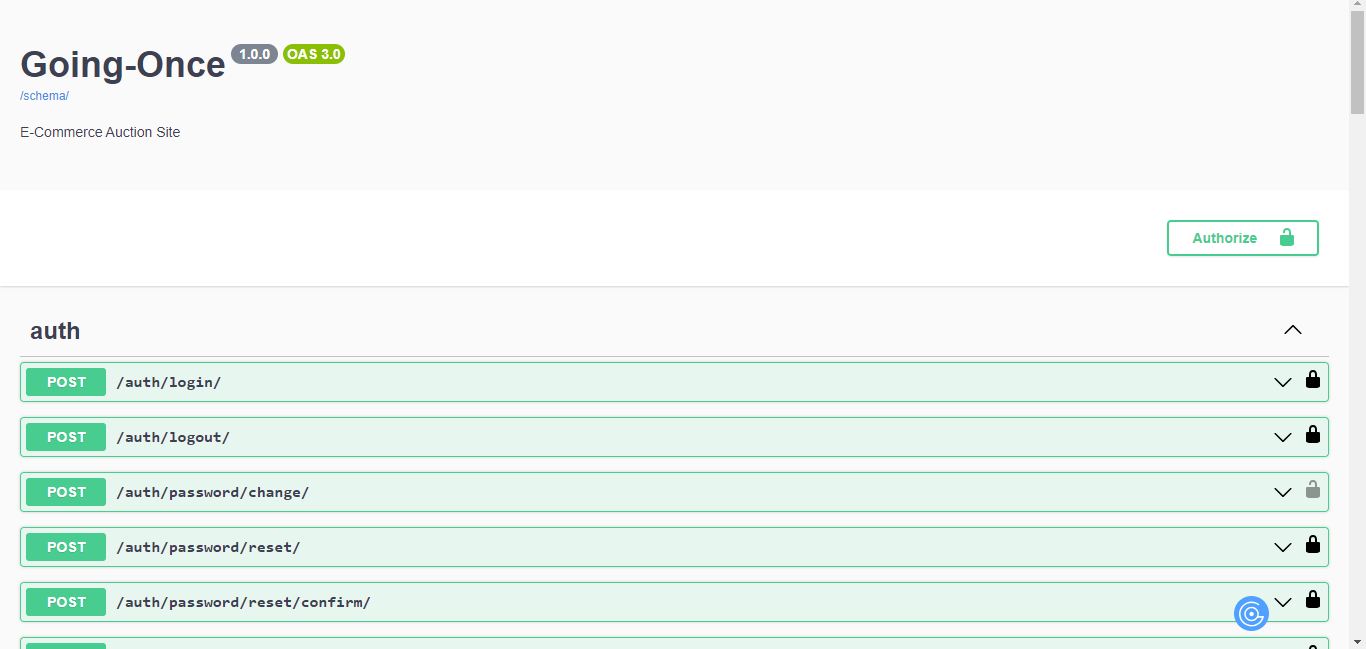 Going-Once 1.0.0 OAS 3.0
/schema/
E-Commerce Auction Site
Authorize
auth
POST /auth/login/
POST /auth/logout/
POST /auth/password/change/
POST /auth/password/reset/
POST /auth/password/reset/confirm/